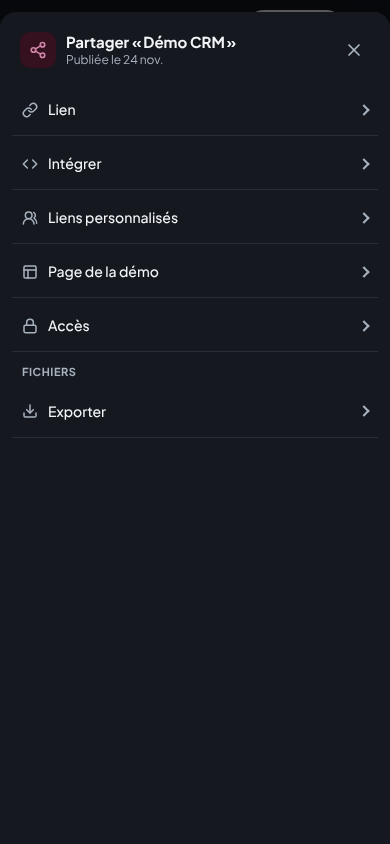 Partager « Démo CRM »
Publiée le 24 nov.
Lien
Intégrer
Liens personnalisés
Page de la démo
Accès
FICHIERS
Exporter